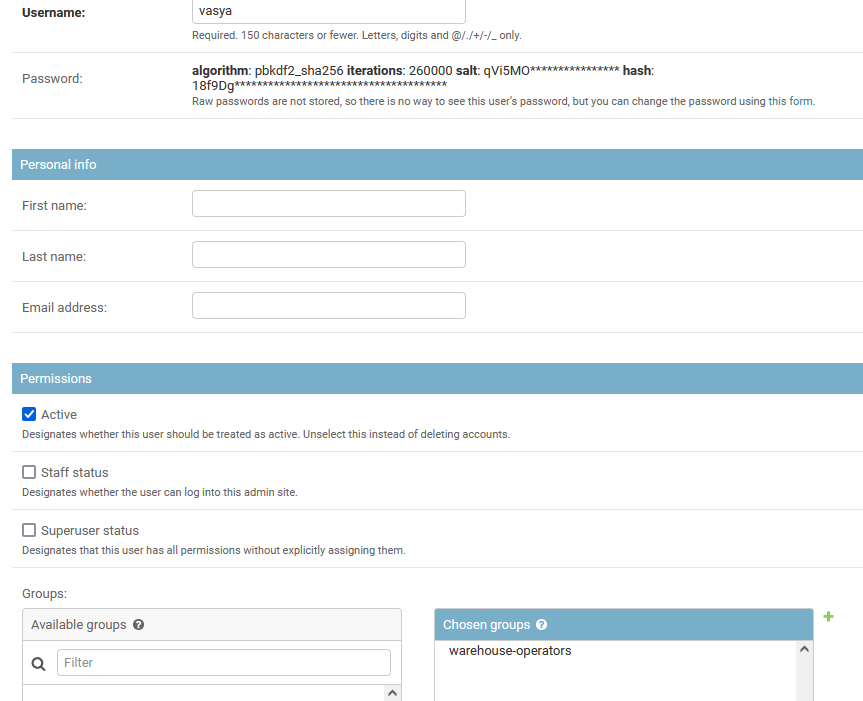 Username:
vasya
Required. 150 characters or fewer. Letters, digits and @/./+/-/_ only.
Password:
algorithm: pbkdf2_sha256 iterations: 260000 salt: qVi5MO**************** hash:
18f9Dg**************************************
Raw passwords are not stored, so there is no way to see this user's password, but you can change the password using this form.
Personal info
First name:
Last name:
Email address:
Permissions
Active
Designates whether this user should be treated as active. Unselect this instead of deleting accounts.
Staff status
Designates whether the user can log into this admin site.
Superuser status
Designates that this user has all permissions without explicitly assigning them.
Groups:
Available groups ?
Chosen groups ?
Filter
warehouse-operators